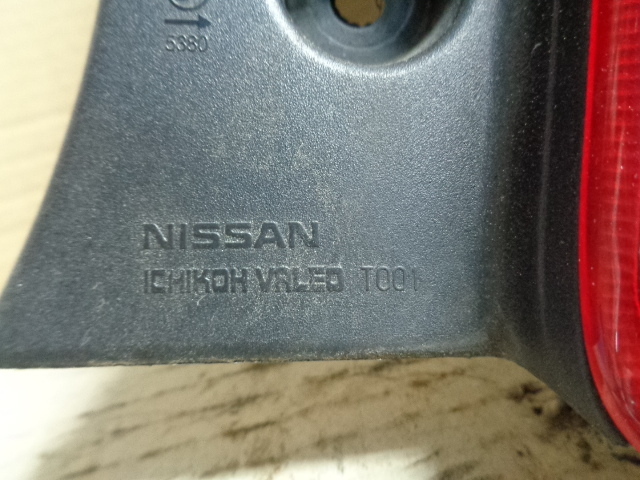 5380
NISSAN
ICHIKOH VALEO T001